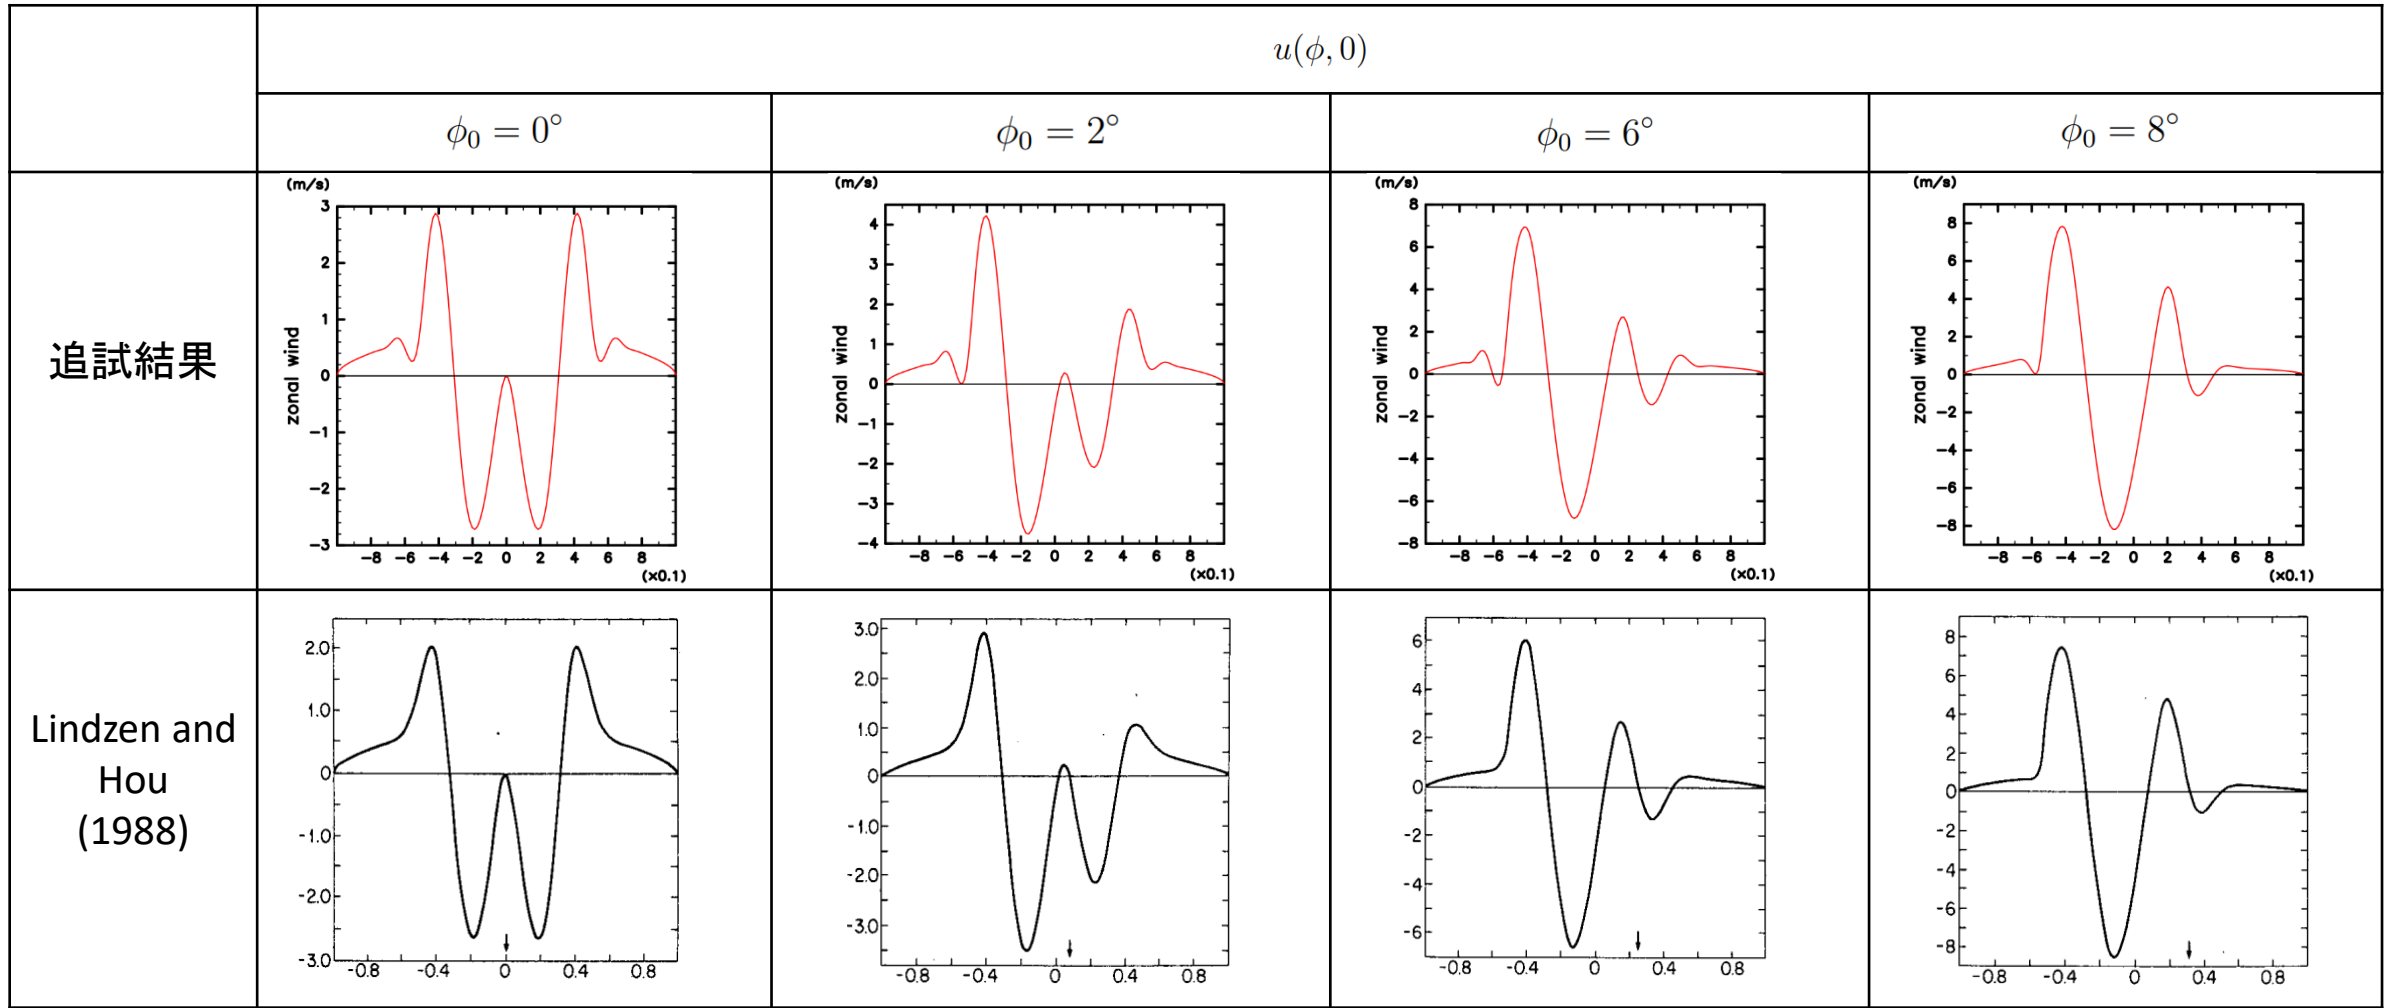 u(ϕ, 0)
ϕ₀ = 0°
ϕ₀ = 2°
ϕ₀ = 6°
ϕ₀ = 8°
追試結果
(m/s)
zonal wind
3
2
1
0
−1
−2
−3
−8 −6 −4 −2 0 2 4 6 8
(×0.1)
(m/s)
zonal wind
4
3
2
1
0
−1
−2
−3
−4
−8 −6 −4 −2 0 2 4 6 8
(×0.1)
(m/s)
zonal wind
8
6
4
2
0
−2
−4
−6
−8
−8 −6 −4 −2 0 2 4 6 8
(×0.1)
(m/s)
zonal wind
8
6
4
2
0
−2
−4
−6
−8
−8 −6 −4 −2 0 2 4 6 8
(×0.1)
Lindzen and
Hou
(1988)
2.0
1.0
0
-1.0
-2.0
-3.0
-0.8 -0.4 0 0.4 0.8
3.0
2.0
1.0
0
-1.0
-2.0
-3.0
-0.8 -0.4 0 0.4 0.8
6
4
2
0
-2
-4
-6
-0.8 -0.4 0 0.4 0.8
8
6
4
2
0
-2
-4
-6
-8
-0.8 -0.4 0 0.4 0.8